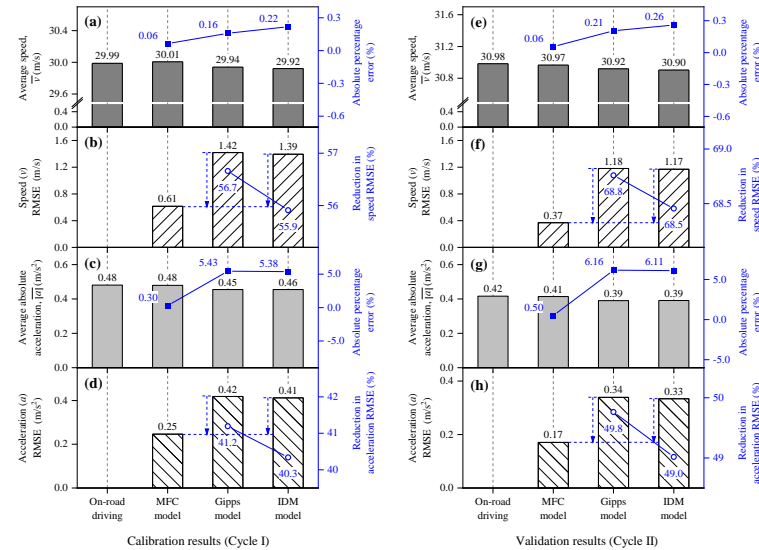 (a)
Average speed,
v (m/s)
30.4
30.0
29.6
0.4
0.0
29.99
30.01
29.94
29.92
0.06
0.16
0.22
0.3
0.0
-0.3
-0.6
Absolute percentage
error (%)
(b)
Speed (v)
RMSE (m/s)
1.6
1.2
0.8
0.4
0.0
0.61
1.42
1.39
56.7
55.9
57
56
Reduction in
speed RMSE (%)
(c)
Average absolute
acceleration, |a| (m/s²)
0.6
0.4
0.2
0.0
0.48
0.48
0.45
0.46
0.30
5.43
5.38
5.0
0.0
-5.0
Absolute percentage
error (%)
(d)
Acceleration (a)
RMSE (m/s²)
0.4
0.2
0.0
0.25
0.42
0.41
41.2
40.3
42
41
40
Reduction in
acceleration RMSE (%)
On-road
driving
MFC
model
Gipps
model
IDM
model
Calibration results (Cycle I)
(e)
Average speed,
v (m/s)
31.6
31.2
30.8
0.4
0.0
30.98
30.97
30.92
30.90
0.06
0.21
0.26
0.3
0.0
-0.3
-0.6
Absolute percentage
error (%)
(f)
Speed (v)
RMSE (m/s)
1.6
1.2
0.8
0.4
0.0
0.37
1.18
1.17
68.8
68.5
69.0
68.5
Reduction in
speed RMSE (%)
(g)
Average absolute
acceleration, |a| (m/s²)
0.6
0.4
0.2
0.0
0.42
0.41
0.39
0.39
0.50
6.16
6.11
5.0
0.0
-5.0
Absolute percentage
error (%)
(h)
Acceleration (a)
RMSE (m/s²)
0.4
0.2
0.0
0.17
0.34
0.33
49.8
49.0
50
49
Reduction in
acceleration RMSE (%)
On-road
driving
MFC
model
Gipps
model
IDM
model
Validation results (Cycle II)